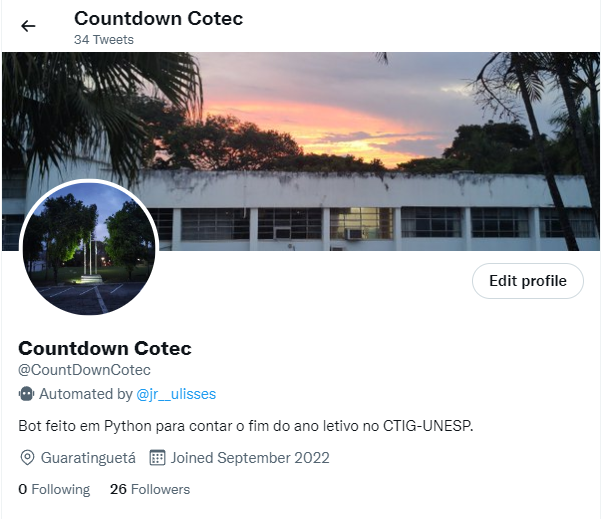 Countdown Cotec
34 Tweets
Edit profile
Countdown Cotec
@CountDownCotec
Automated by @jr__ulisses
Bot feito em Python para contar o fim do ano letivo no CTIG-UNESP.
Guaratinguetá Joined September 2022
0 Following 26 Followers